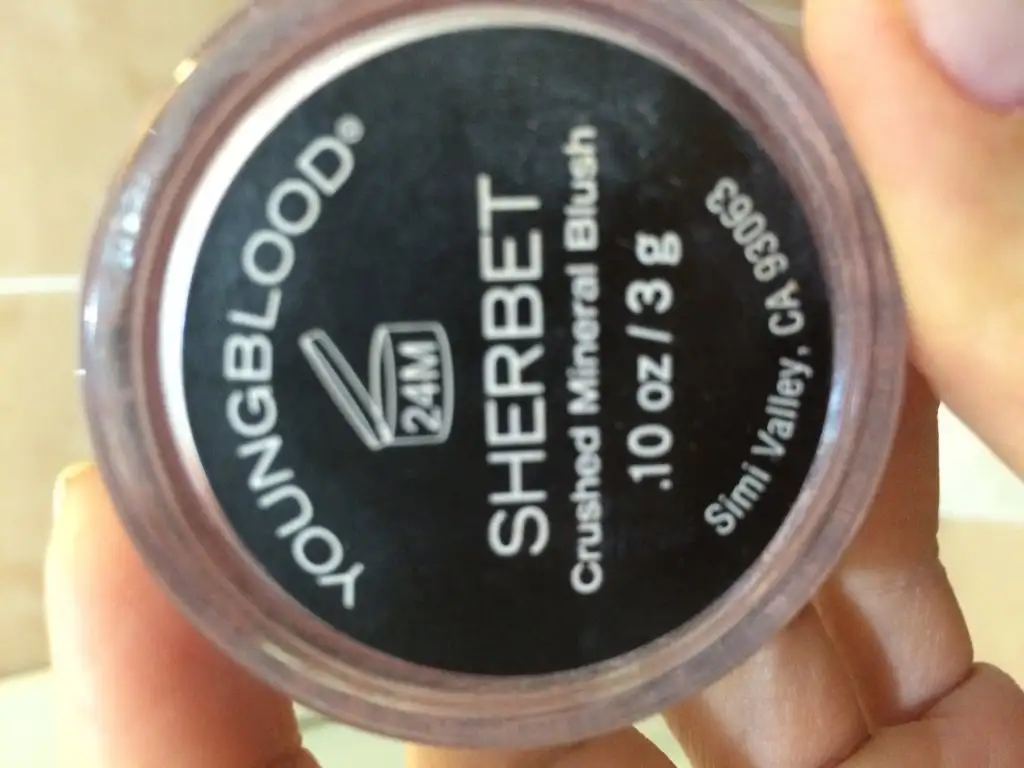 YOUNGBLOOD®
24M
SHERBET
Crushed Mineral Blush
.10 oz / 3 g
Simi Valley, CA 93063